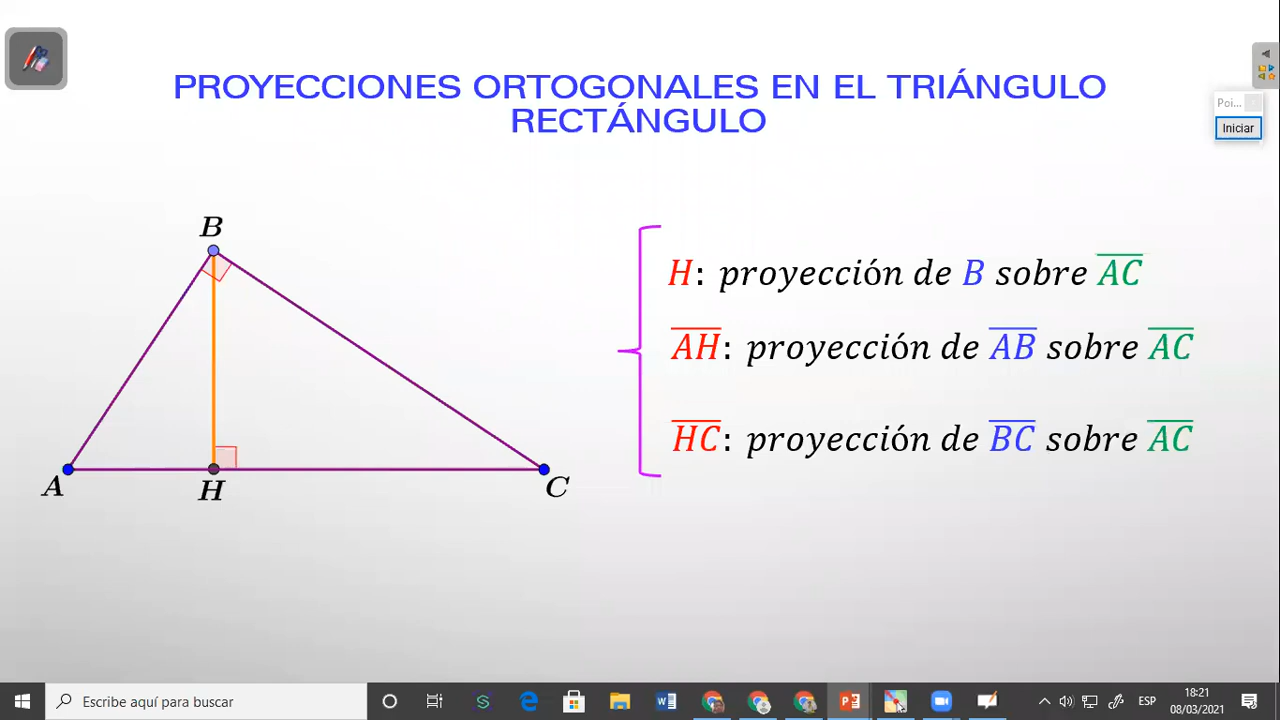 PROYECCIONES ORTOGONALES EN EL TRIÁNGULO
RECTÁNGULO
Poi...
Iniciar
B
A
H
C
H: proyección de B sobre AC
AH: proyección de AB sobre AC
HC: proyección de BC sobre AC
Escribe aquí para buscar
ESP
18:21
08/03/2021